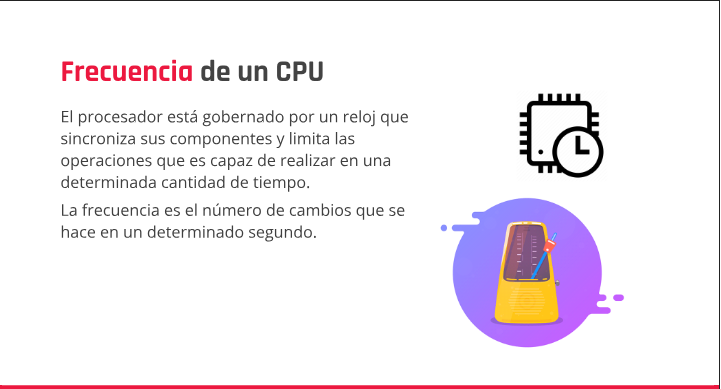 Frecuencia de un CPU
El procesador está gobernado por un reloj que
sincroniza sus componentes y limita las
operaciones que es capaz de realizar en una
determinada cantidad de tiempo.
La frecuencia es el número de cambios que se
hace en un determinado segundo.